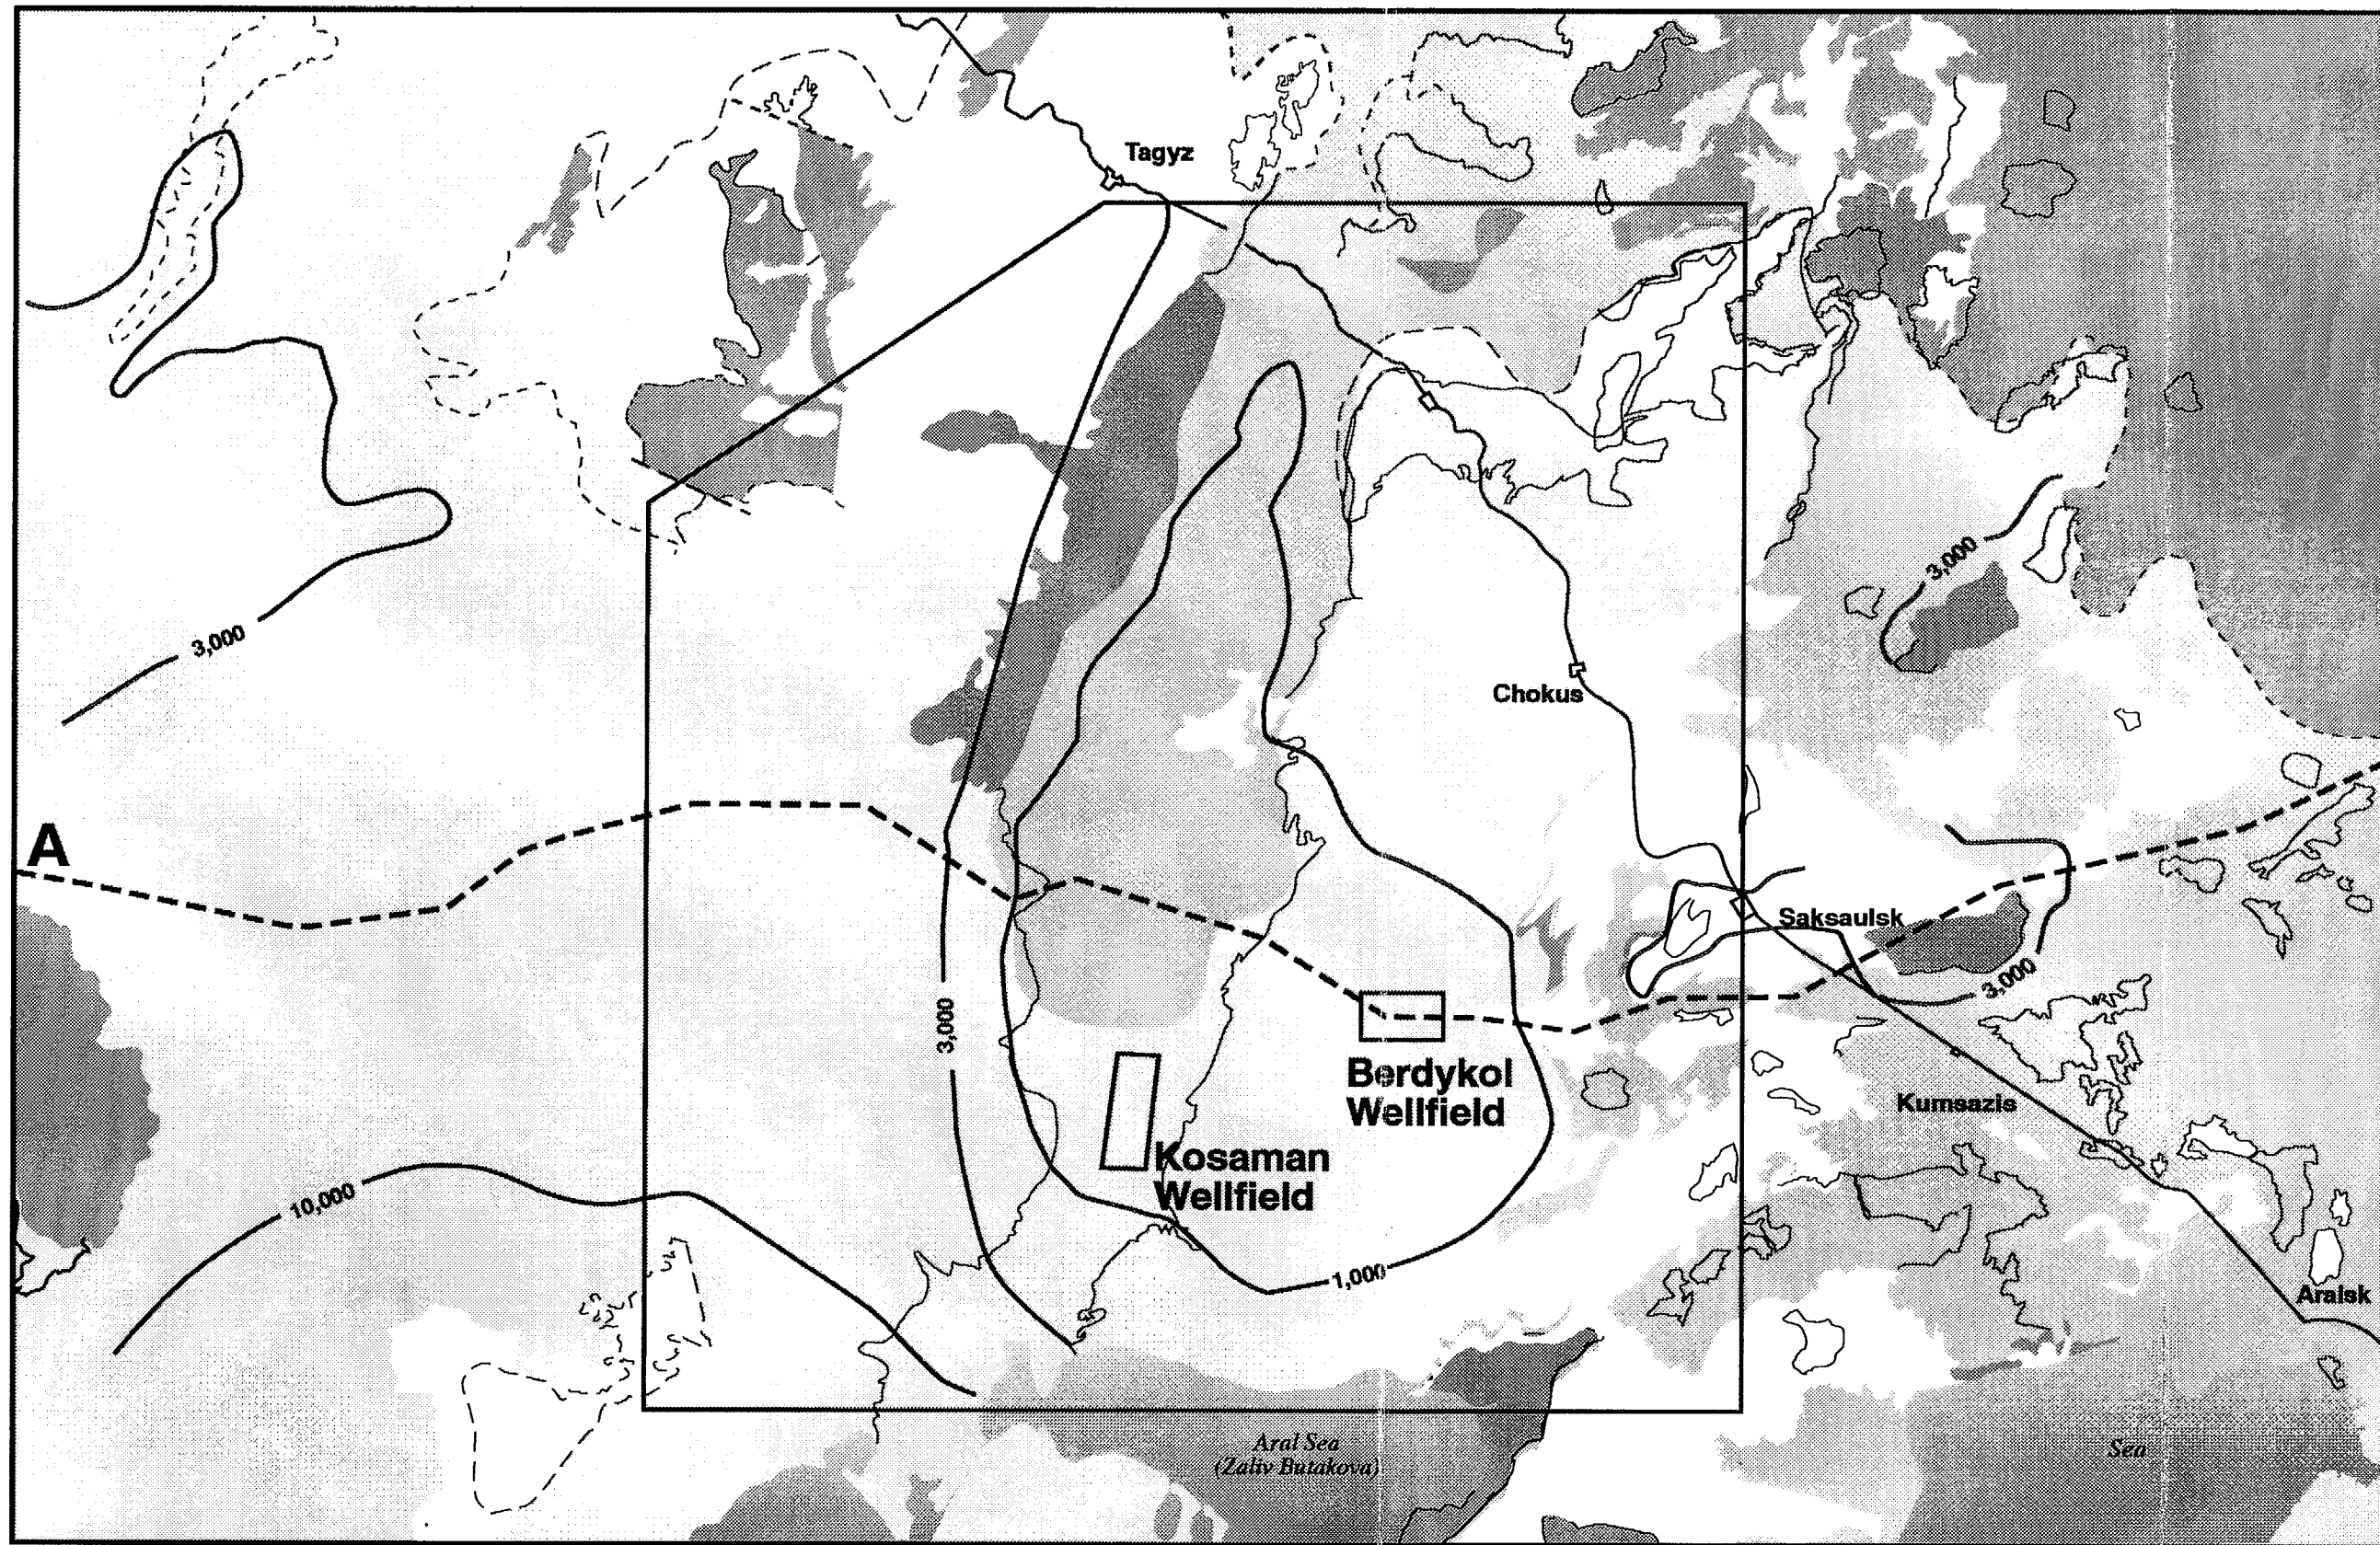 Tagyz
3,000
3,000
Chokus
A
Saksaulsk
3,000
3,000
Berdykol
Wellfield
Kumsazis
Kosaman
Wellfield
10,000
1,000
Aralsk
Aral Sea
(Zaliv Butakova)
Sea